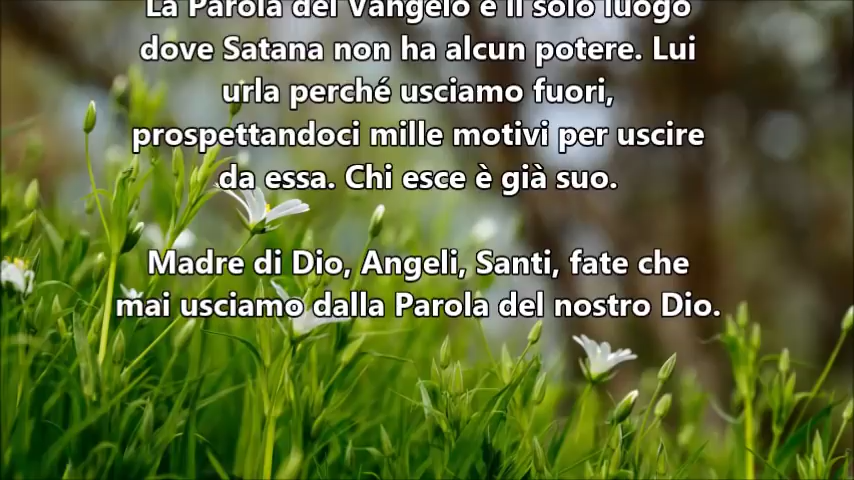 La Parola del Vangelo è il solo luogo
dove Satana non ha alcun potere. Lui
urla perché usciamo fuori,
prospettandoci mille motivi per uscire
da essa. Chi esce è già suo.
Madre di Dio, Angeli, Santi, fate che
mai usciamo dalla Parola del nostro Dio.